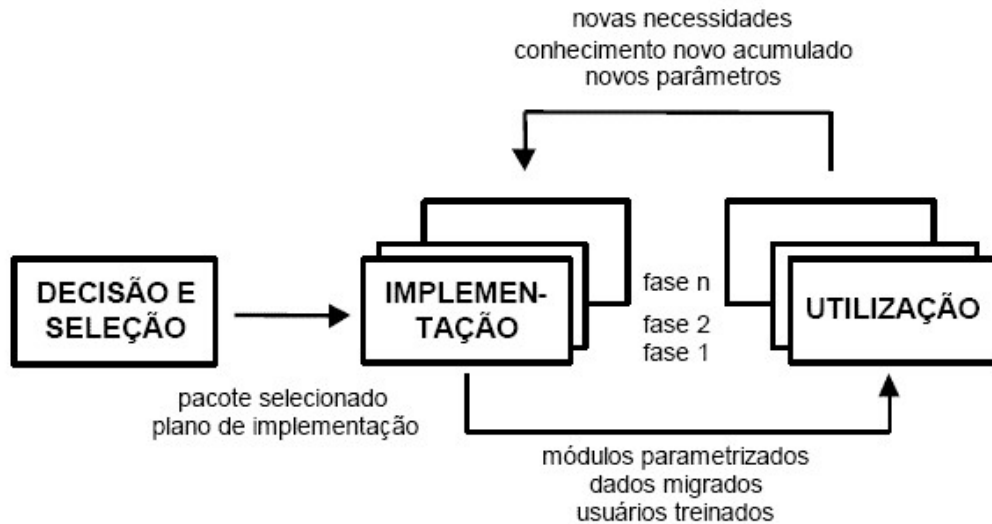 novas necessidades
conhecimento novo acumulado
novos parâmetros
DECISÃO E
SELEÇÃO
IMPLEMEN-
TAÇÃO
fase n
fase 2
fase 1
UTILIZAÇÃO
pacote selecionado
plano de implementação
módulos parametrizados
dados migrados
usuários treinados